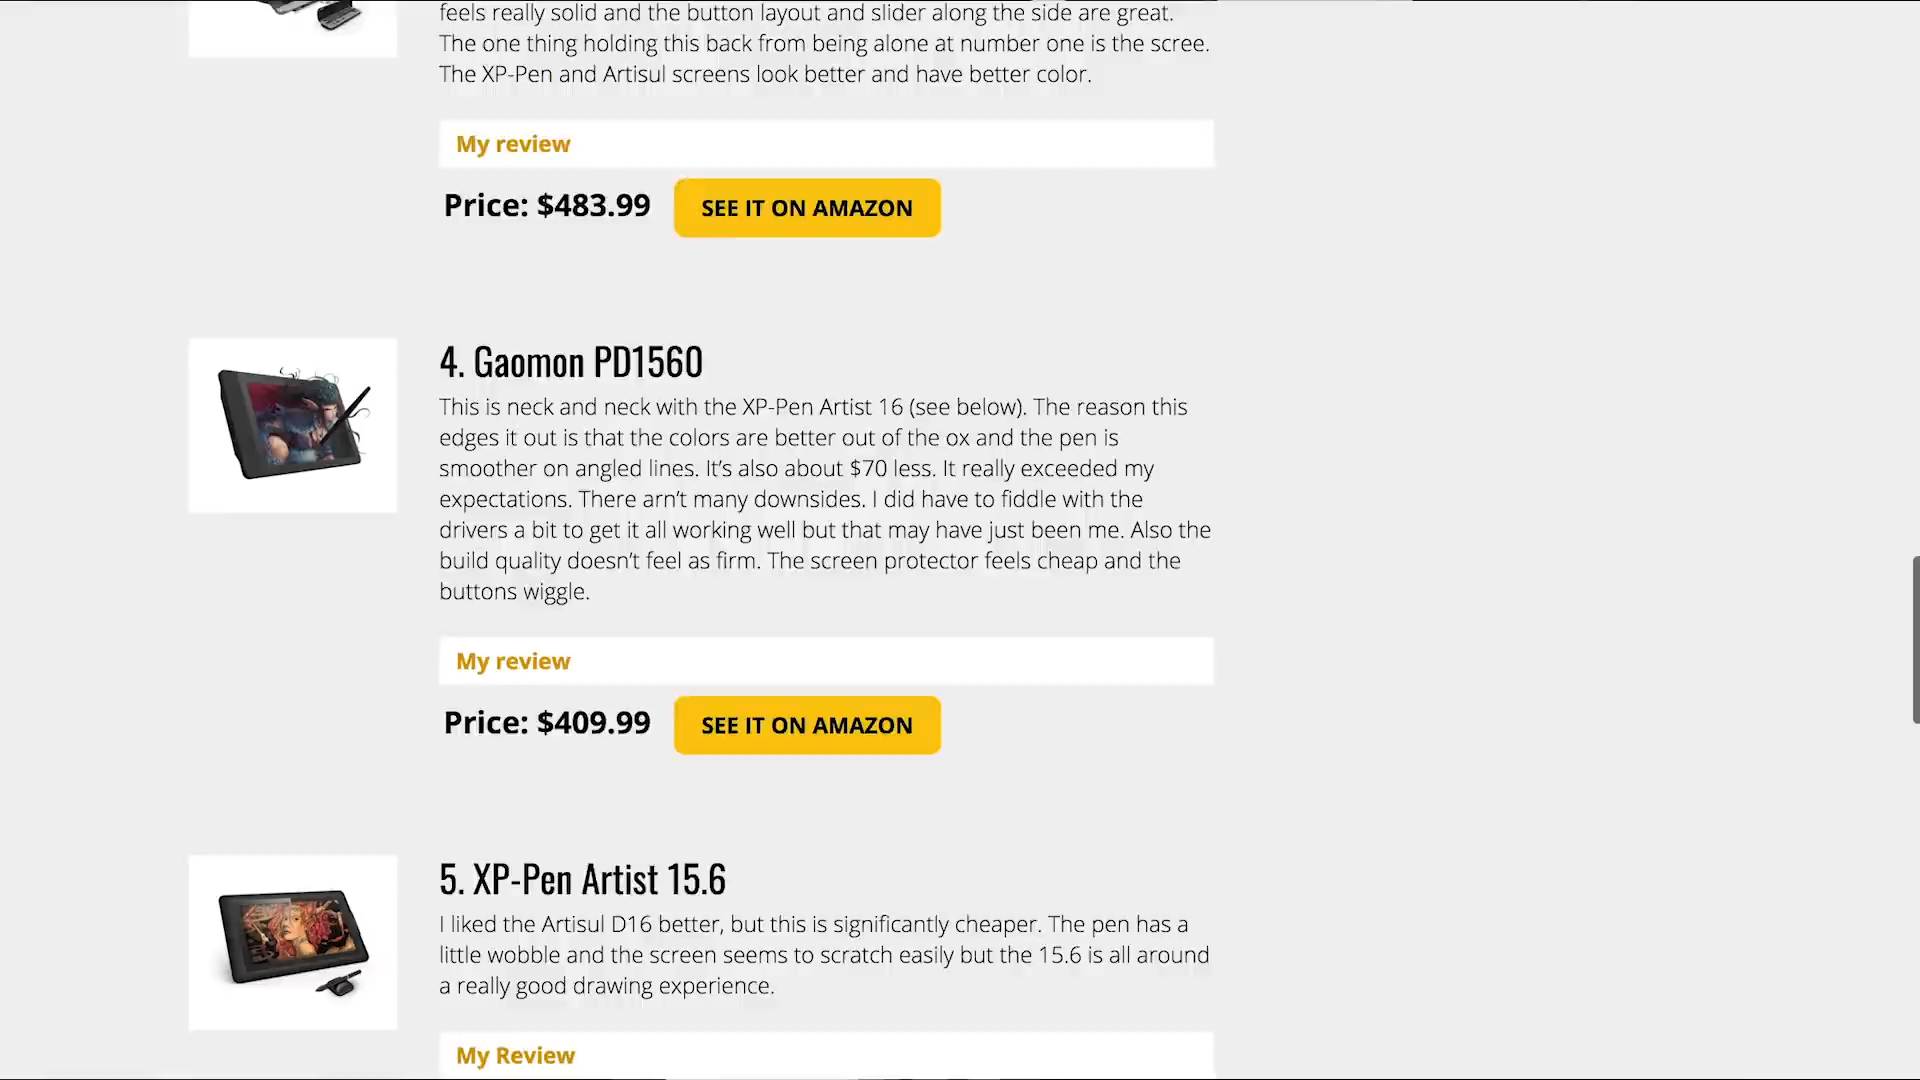 feels really solid and the button layout and slider along the side are great.
The one thing holding this back from being alone at number one is the scree.
The XP-Pen and Artisul screens look better and have better color.
My review
Price: $483.99
SEE IT ON AMAZON
4. Gaomon PD1560
This is neck and neck with the XP-Pen Artist 16 (see below). The reason this
edges it out is that the colors are better out of the ox and the pen is
smoother on angled lines. It’s also about $70 less. It really exceeded my
expectations. There arn’t many downsides. I did have to fiddle with the
drivers a bit to get it all working well but that may have just been me. Also the
build quality doesn’t feel as firm. The screen protector feels cheap and the
buttons wiggle.
My review
Price: $409.99
SEE IT ON AMAZON
5. XP-Pen Artist 15.6
I liked the Artisul D16 better, but this is significantly cheaper. The pen has a
little wobble and the screen seems to scratch easily but the 15.6 is all around
a really good drawing experience.
My Review